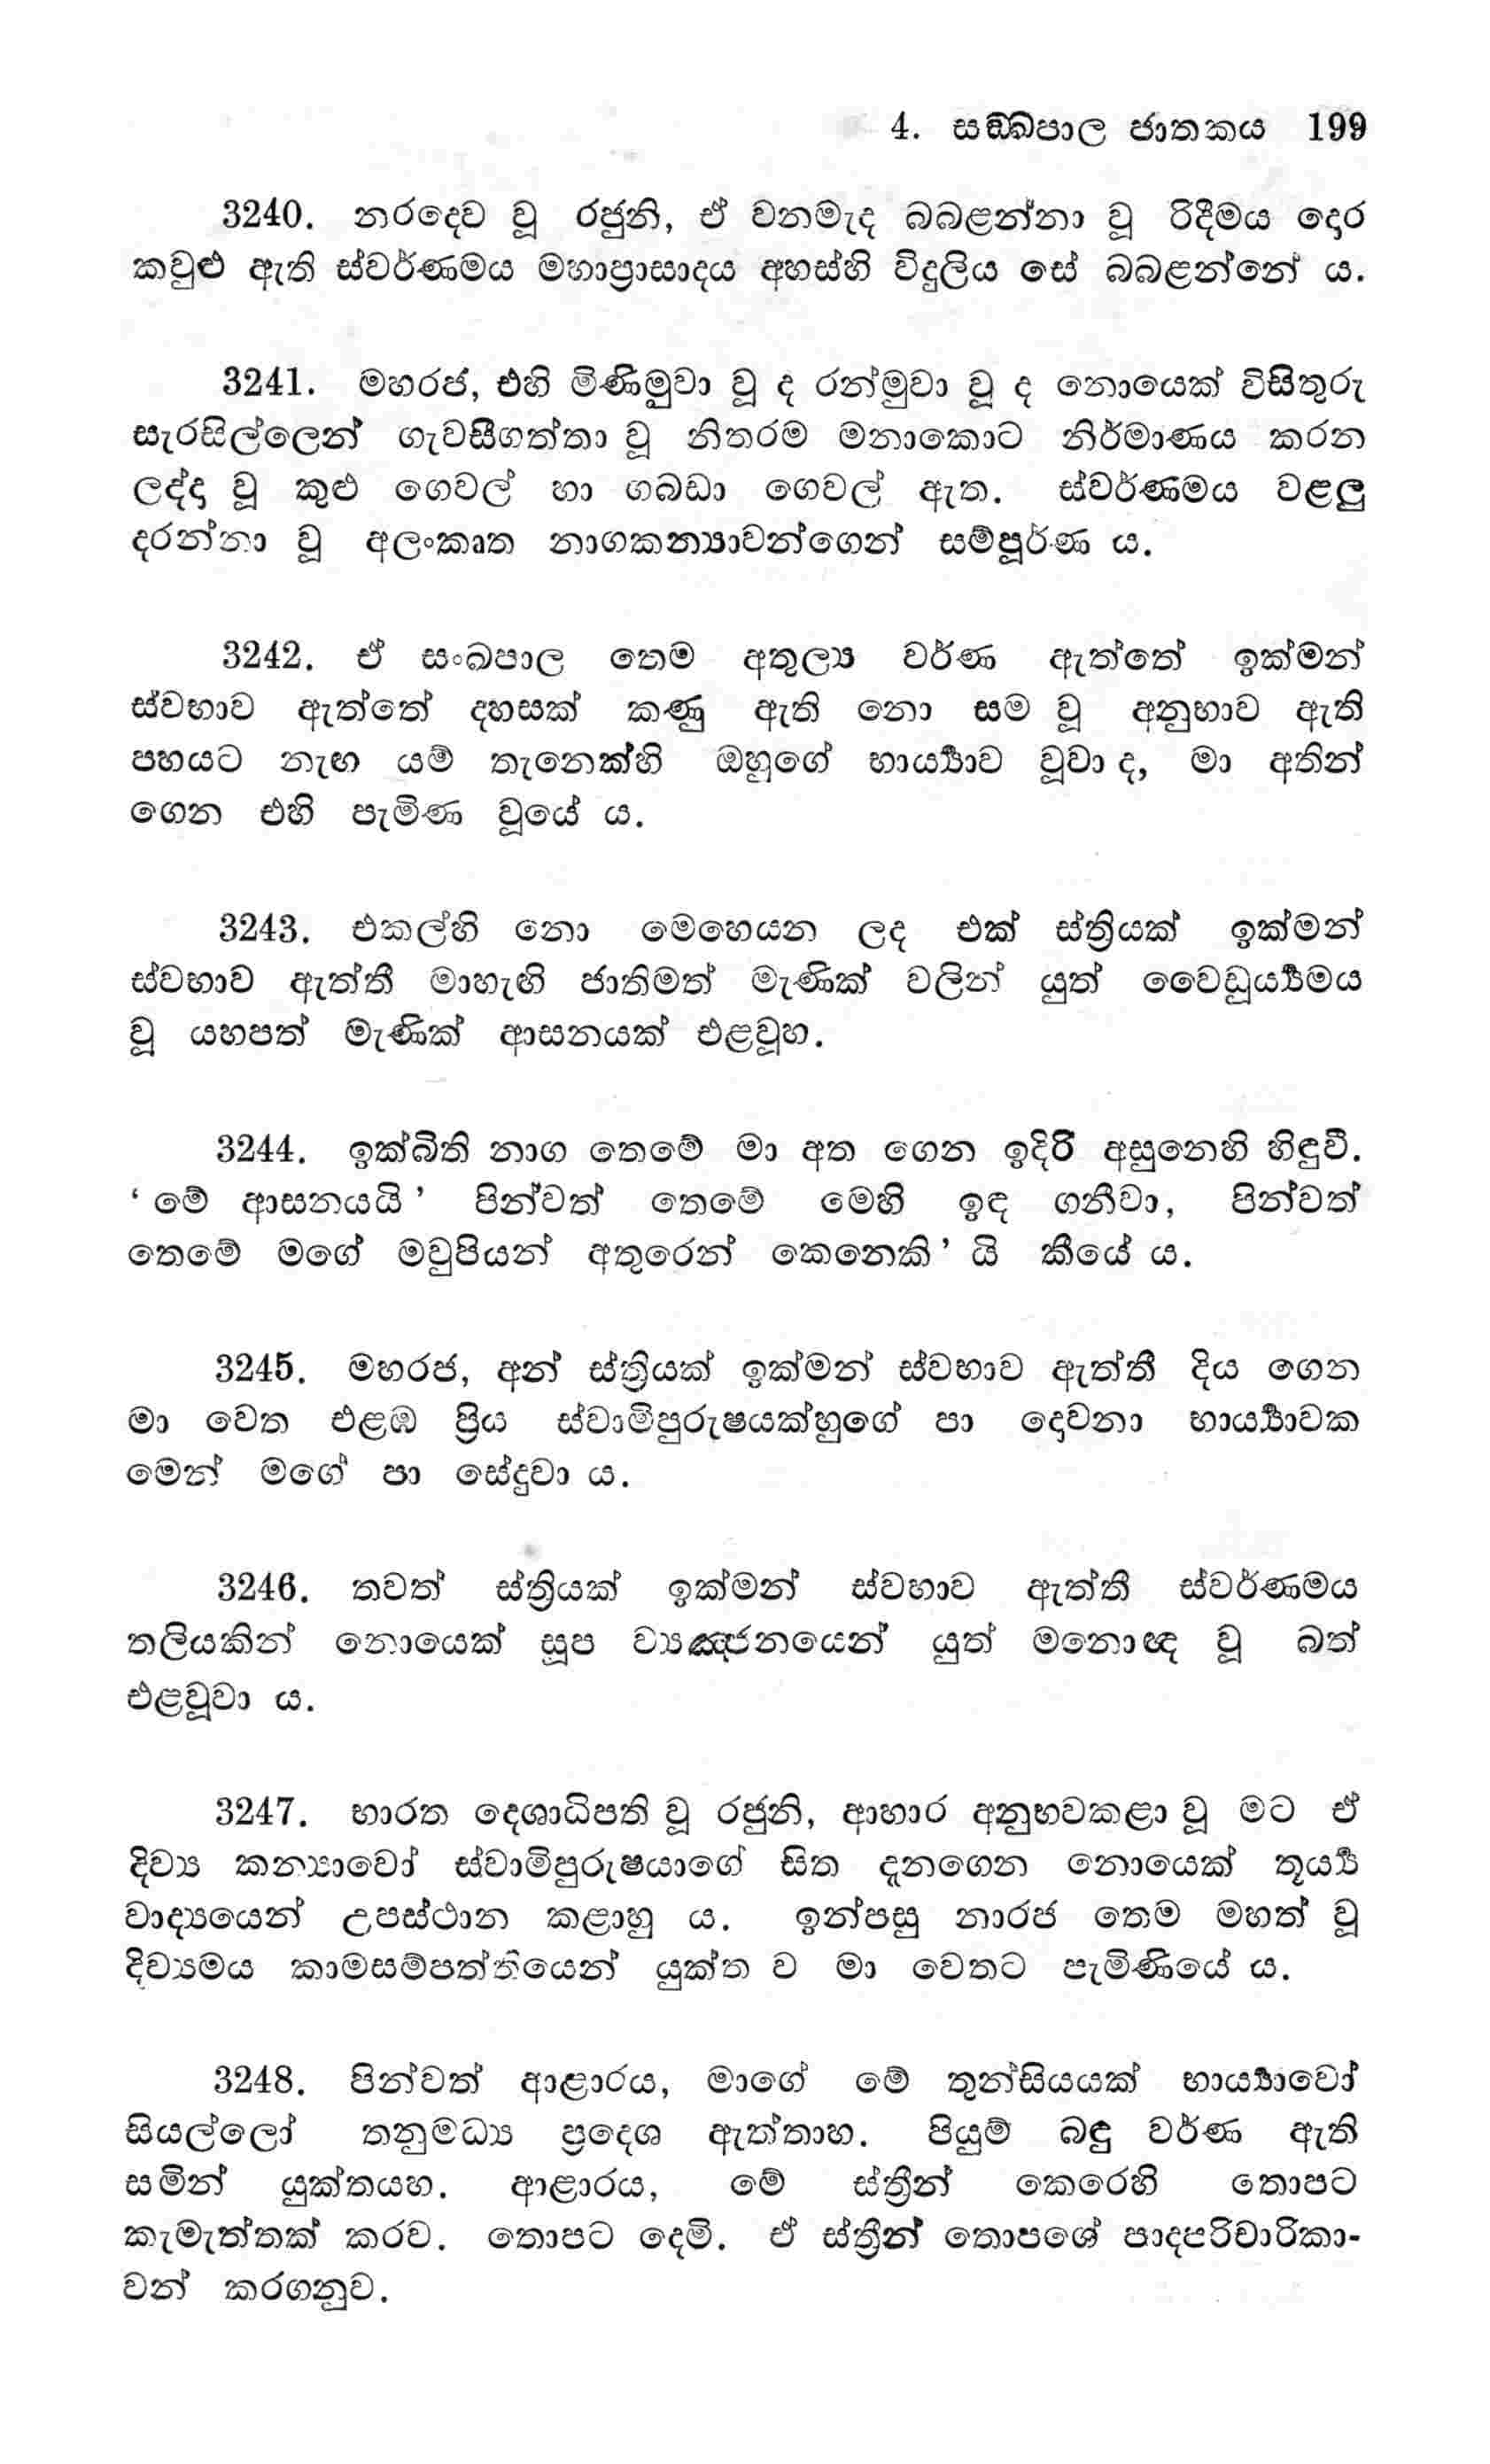 4. සඞ්ඛපාල ජාතකය 199
3240. නරදෙව වූ රජුනි, ඒ වනමැද බබළන්නා වූ රිදීමය දොර
කවුළු ඇති ස්වර්ණමය මහාප්‍රාසාදය අහස්හි විදුලිය සේ බබළන්නේ ය.
3241. මහරජ, එහි මිණිමුවා වූ ද රන්මුවා වූ ද නොයෙක් විසිතුරු
සැරසිල්ලෙන් ගැවසීගත්තා වූ නිතරම මනාකොට නිර්මාණය කරන
ලද්ද වූ කුළු ගෙවල් හා ගබඩා ගෙවල් ඇත. ස්වර්ණමය වළලු
දරන්නා වූ අලංකෘත නාගකන්‍යාවන්ගෙන් සම්පූර්ණ ය.
3242. ඒ සංඛපාල තෙම අතුල්‍ය වර්ණ ඇත්තේ ඉක්මන්
ස්වභාව ඇත්තේ දහසක් කණු ඇති නො සම වූ අනුභාව ඇති
පහයට නැඟ යම් තැනෙක්හි ඔහුගේ භාර්‍ය්‍යාව වූවා ද, මා අතින්
ගෙන එහි පැමිණ වූයේ ය.
3243. එකල්හි නො මෙහෙයන ලද එක් ස්ත්‍රියක් ඉක්මන්
ස්වභාව ඇත්තී මාහැඟි ජාතිමත් මැණික් වලින් යුත් වෛඩූර්‍ය්‍යමය
වූ යහපත් මැණික් ආසනයක් එළවූහ.
3244. ඉක්බිති නාග තෙමේ මා අත ගෙන ඉදිරි අසුනෙහි හිඳුවී.
‘ මේ ආසනයයි ’ පින්වත් තෙමේ මෙහි ඉඳ ගනීවා, පින්වත්
තෙමේ මගේ මවුපියන් අතුරෙන් කෙනෙකි ’ යි කීයේ ය.
3245. මහරජ, අන් ස්ත්‍රියක් ඉක්මන් ස්වභාව ඇත්තී දිය ගෙන
මා වෙත එළඹ ප්‍රිය ස්වාමිපුරුෂයක්හුගේ පා දොවනා භාර්‍ය්‍යාවක
මෙන් මගේ පා සේදුවා ය.
3246. තවත් ස්ත්‍රියක් ඉක්මන් ස්වභාව ඇත්තී ස්වර්ණමය
තලියකින් නොයෙක් සූප ව්‍යඤ්ජනයෙන් යුත් මනොඥ වූ බත්
එළවූවා ය.
3247. භාරත දෙශාධිපති වූ රජුනි, ආහාර අනුභවකළා වූ මට ඒ
දිව්‍ය කන්‍යාවෝ ස්වාමිපුරුෂයාගේ සිත දැනගෙන නොයෙක් තූර්‍ය්‍ය
වාද්‍යයෙන් උපස්ථාන කළාහු ය. ඉන්පසු නාරජ තෙම මහත් වූ
දිව්‍යමය කාමසම්පත්තියෙන් යුක්ත ව මා වෙතට පැමිණියේ ය.
3248. පින්වත් ආළාරය, මාගේ මේ තුන්සියයක් භාර්‍ය්‍යාවෝ
සියල්ලෝ තනුමධ්‍ය ප්‍රදෙශ ඇත්තාහ. පියුම් බඳු වර්ණ ඇති
සමින් යුක්තයහ. ආළාරය, මේ ස්ත්‍රීන් කෙරෙහි තොපට
කැමැත්තක් කරව. තොපට දෙමි. ඒ ස්ත්‍රීන් තොපගේ පාදපරිචාරිකා-
වන් කරගනුව.